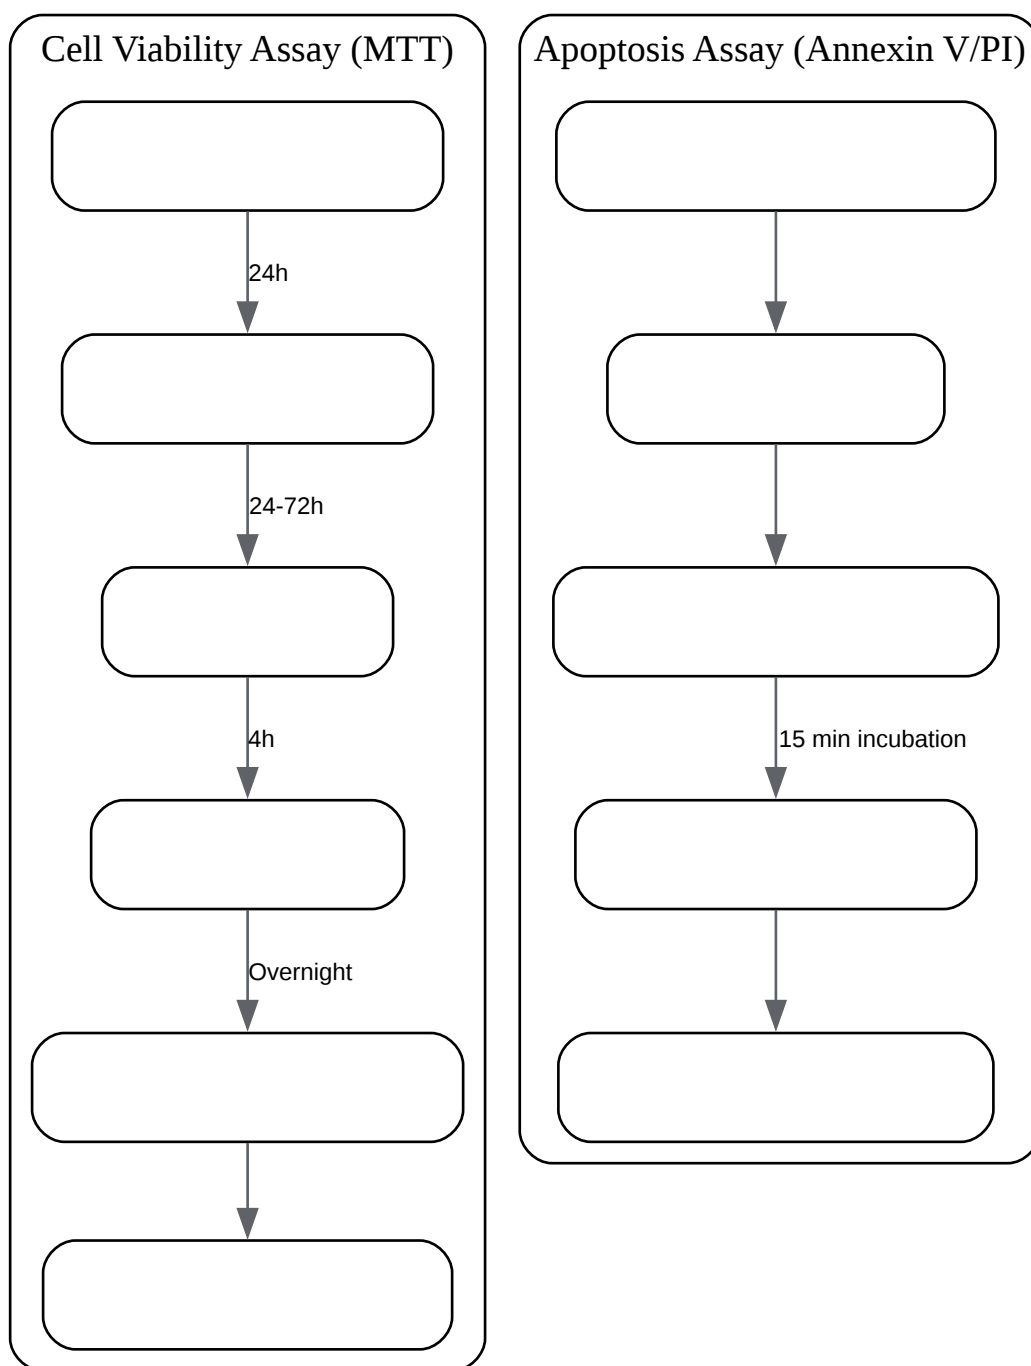 Cell Viability Assay (MTT)
24h
24-72h
4h
Overnight
Apoptosis Assay (Annexin V/PI)
15 min incubation